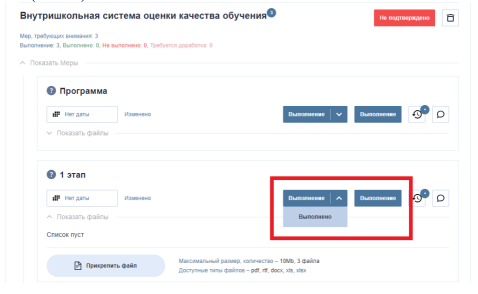 Внутришкольная система оценки качества обучения
Не подтверждено
Мер, требующих внимания: 3
Выполнение: 3, Выполнено: 0, Не выполнено: 0, Требуется доработка: 0
Показать Меры
Программа
Нет даты Изменено Выполнение Выполнение
Показать файлы
1 этап
Нет даты Изменено Выполнение Выполнение
Показать файлы Выполнено
Список пуст
Прикрепить файл
Максимальный размер, количество – 10Mb, 3 файла
Доступные типы файлов – pdf, rtf, docx, xls, xlsx